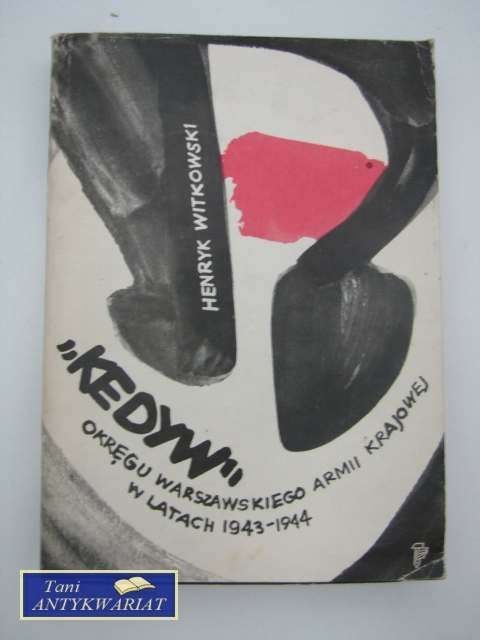 HENRYK WITKOWSKI
„KEDYW"
OKRĘGU WARSZAWSKIEGO ARMII KRAJOWEJ
W LATACH 1943-1944
Tani
ANTYKWARIAT